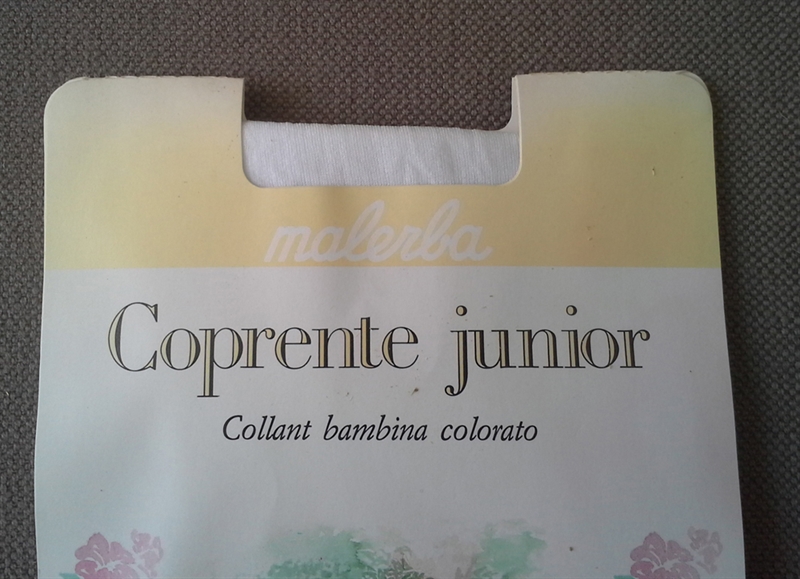 malerba
Coprente junior
Collant bambina colorato